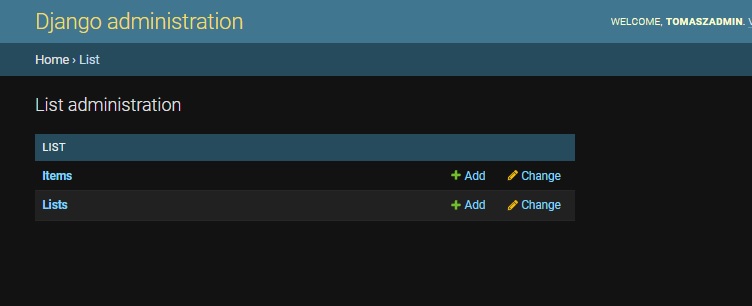 Django administration
WELCOME, TOMASZADMIN.
Home › List
List administration
LIST
Items Add Change
Lists Add Change